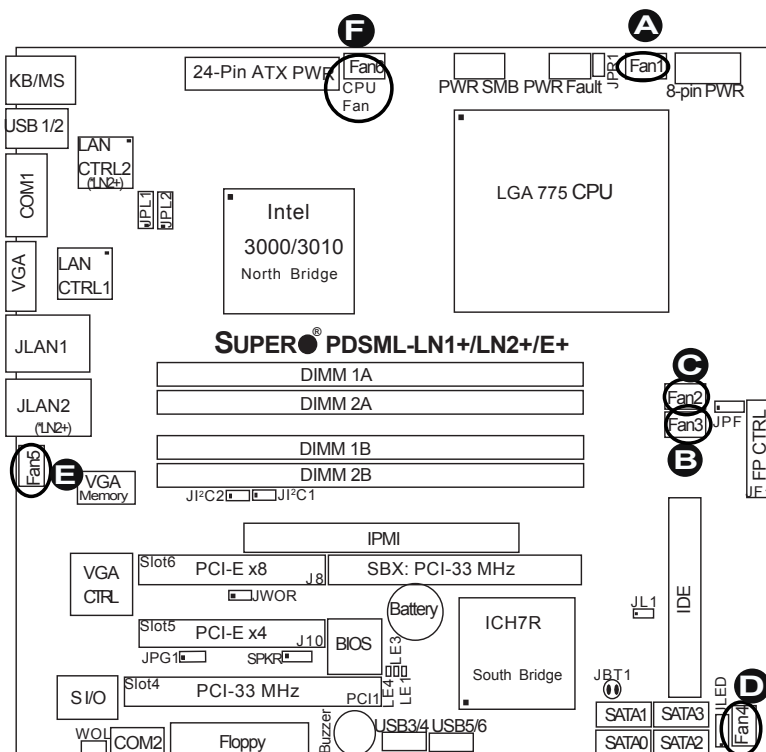 F
A
KB/MS
24-Pin ATX PWR
Fan6
CPU
Fan
PWR SMB
PWR Fault
JPR1
Fan1
8-pin PWR
USB 1/2
LAN
CTRL2
(*LN2+)
COM1
JPL1
JPL2
Intel
3000/3010
North Bridge
LGA 775 CPU
VGA
LAN
CTRL1
JLAN1
SUPER® PDSML-LN1+/LN2+/E+
DIMM 1A
DIMM 2A
C
Fan2
Fan3
JPF
B
JLAN2
(*LN2+)
FP CTRL
JF
DIMM 1B
DIMM 2B
Fan5
E
VGA
Memory
JI²C2
JI²C1
IPMI
Slot6
PCI-E x8
J8
SBX: PCI-33 MHz
VGA
CTRL
JWOR
Battery
ICH7R
South Bridge
JL1
IDE
Slot5
PCI-E x4
J10
BIOS
JPG1
SPKR
LE3
LE4
LE1
JBT1
S I/O
Slot4
PCI-33 MHz
PCI1
D
JLED
Fan4
SATA1
SATA3
WOL
COM2
Floppy
Buzzer
USB3/4
USB5/6
SATA0
SATA2